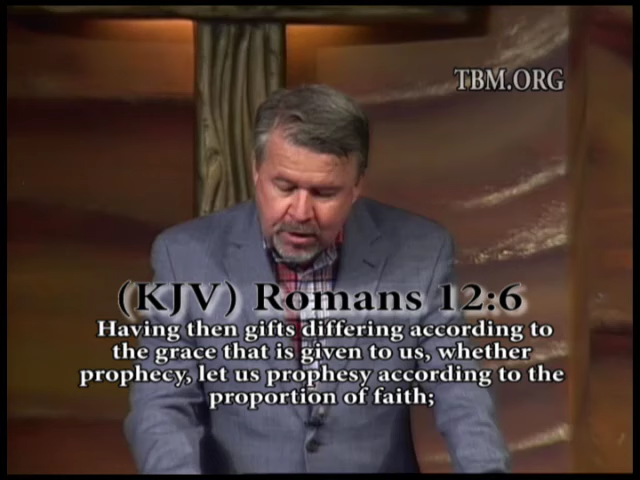 TBM.ORG
(KJV) Romans 12:6
Having then gifts differing according to
the grace that is given to us, whether
prophecy, let us prophesy according to the
proportion of faith;